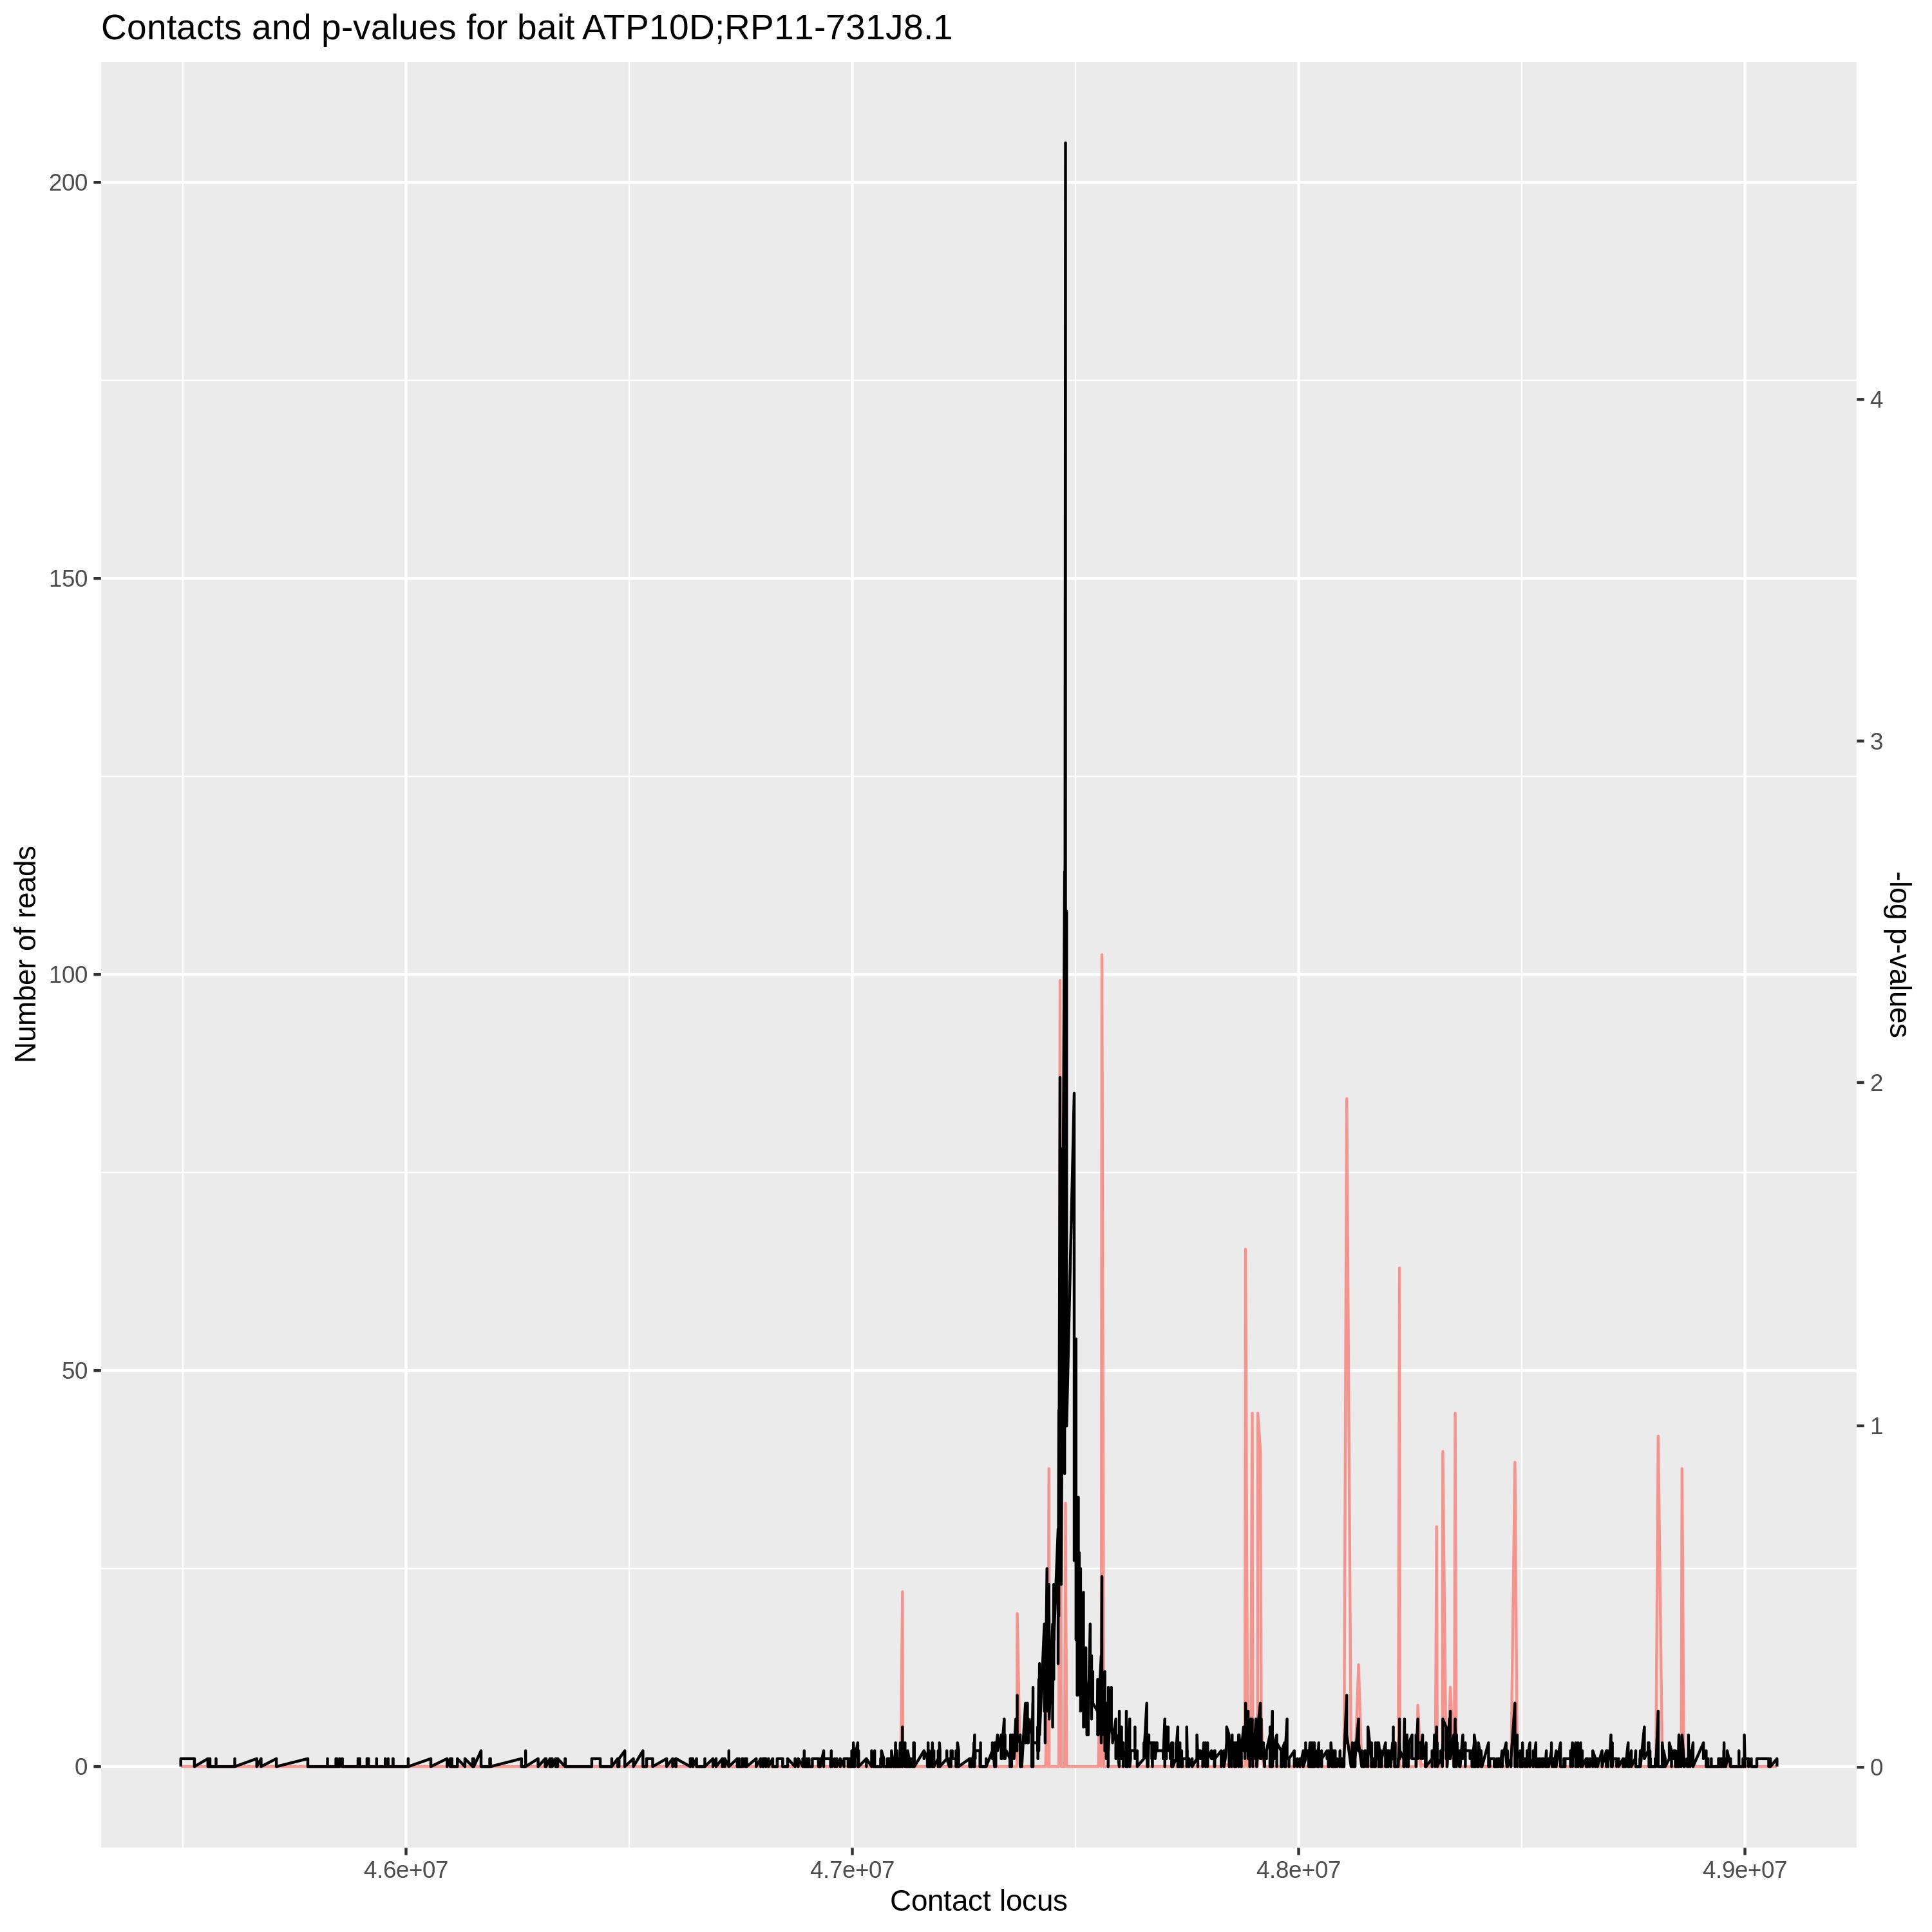 Contacts and p-values for bait ATP10D;RP11-731J8.1
200
150
100
50
0
Number of reads
4
3
2
1
0
-log p-values
4.6e+07
4.7e+07
4.8e+07
4.9e+07
Contact locus